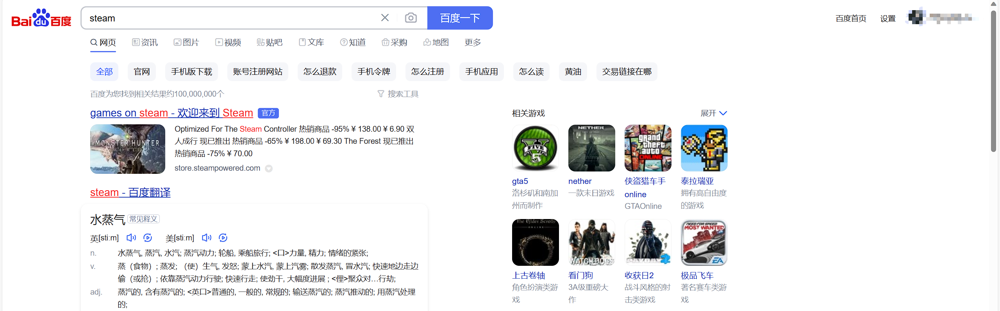 Bai du 百度
steam
百度一下
百度首页
设置
网页
资讯
图片
视频
贴吧
文库
知道
采购
地图
更多
全部
官网
手机版下载
账号注册网站
怎么退款
手机令牌
怎么注册
手机应用
怎么读
黄油
交易链接在哪
百度为您找到相关结果约100,000,000个
搜索工具
games on steam - 欢迎来到 Steam 官方
MONSTER HUNTER
WORLD
Optimized For The Steam Controller 热销商品 -95% ¥ 138.00 ¥ 6.90 双
人成行 现已推出 热销商品 -65% ¥ 198.00 ¥ 69.30 The Forest 现已推出
热销商品 -75% ¥ 70.00
store.steampowered.com
steam - 百度翻译
水蒸气 常见释义
英[stiːm] 美[stiːm]
n. 水蒸气, 蒸汽, 水汽; 蒸汽动力; 轮船, 乘船旅行; <口>力量, 精力; 情绪的紧张;
v. 蒸（食物）; 蒸发; （使）生气, 发怒; 蒙上水汽, 蒙上汽雾; 散发蒸汽, 冒水汽; 快速地边走边
偷（或抢）; 依靠蒸汽动力行驶; 快速行走; 使劲干, 大幅度进展 ; <俚>聚众对…行劫;
adj. 蒸汽的, 含有蒸汽的; <英口>普通的, 一般的, 常规的; 输送蒸汽的; 蒸汽推动的; 用蒸汽处理
的;
相关游戏
展开
V
FIVE
5
NETHER
grand
theft
auto
ONLINE
gta5
洛杉矶和南加
州而制作
nether
一款末日游戏
侠盗猎车手
online
GTAOnline
泰拉瑞亚
拥有高自由度
的游戏
The Elder Scrolls
ONLINE
WATCH DOGS
PAYDAY 2
NEED FOR SPEED
MOST WANTED
EA
上古卷轴
角色扮演类游
戏
看门狗
3A级重磅大
作
收获日2
战斗风格的射
击类游戏
极品飞车
著名赛车类游
戏